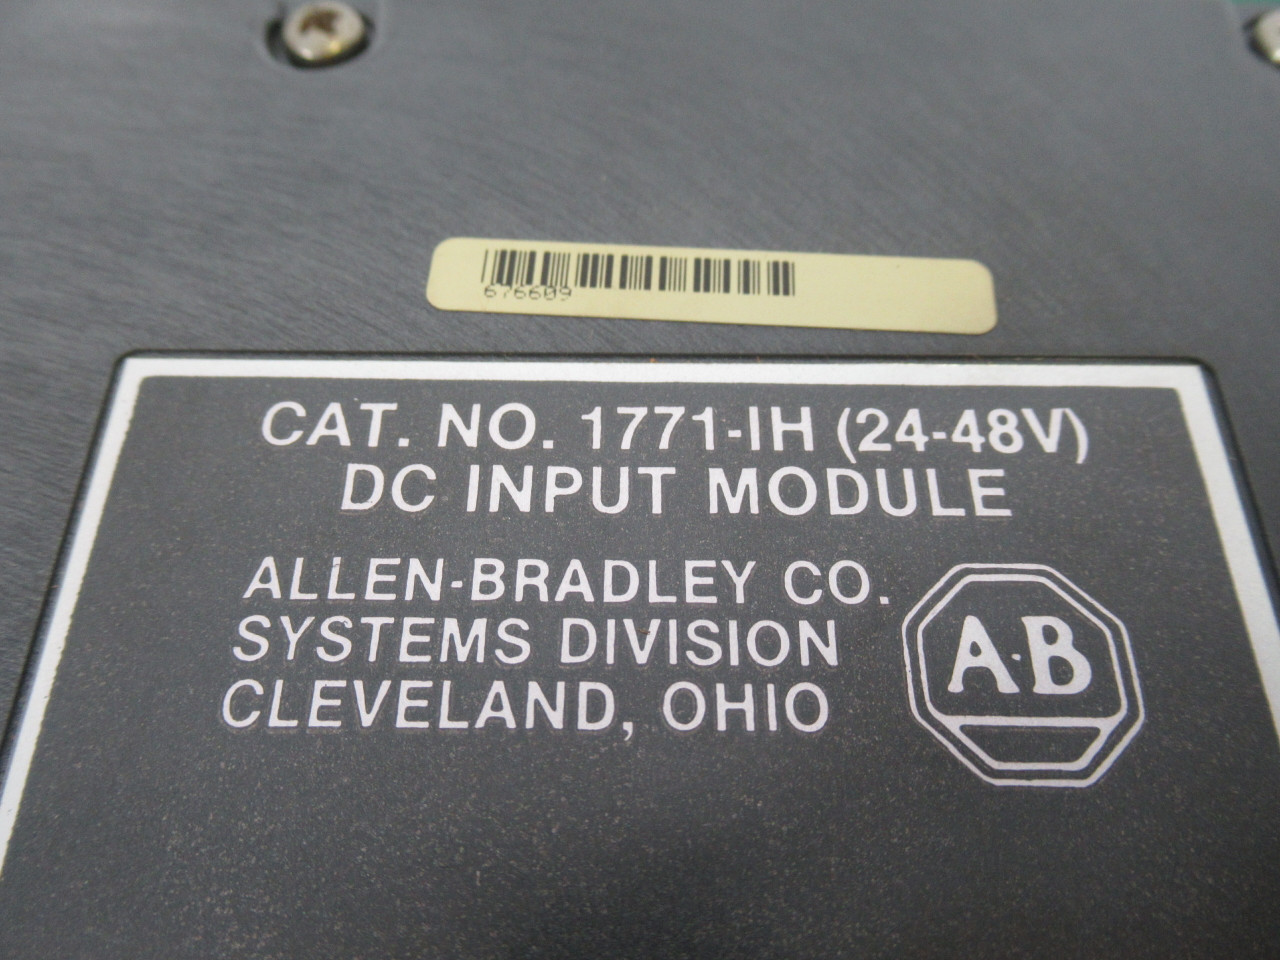 676609
CAT. NO. 1771-IH (24-48V)
DC INPUT MODULE
ALLEN-BRADLEY CO.
SYSTEMS DIVISION
CLEVELAND, OHIO
A-B